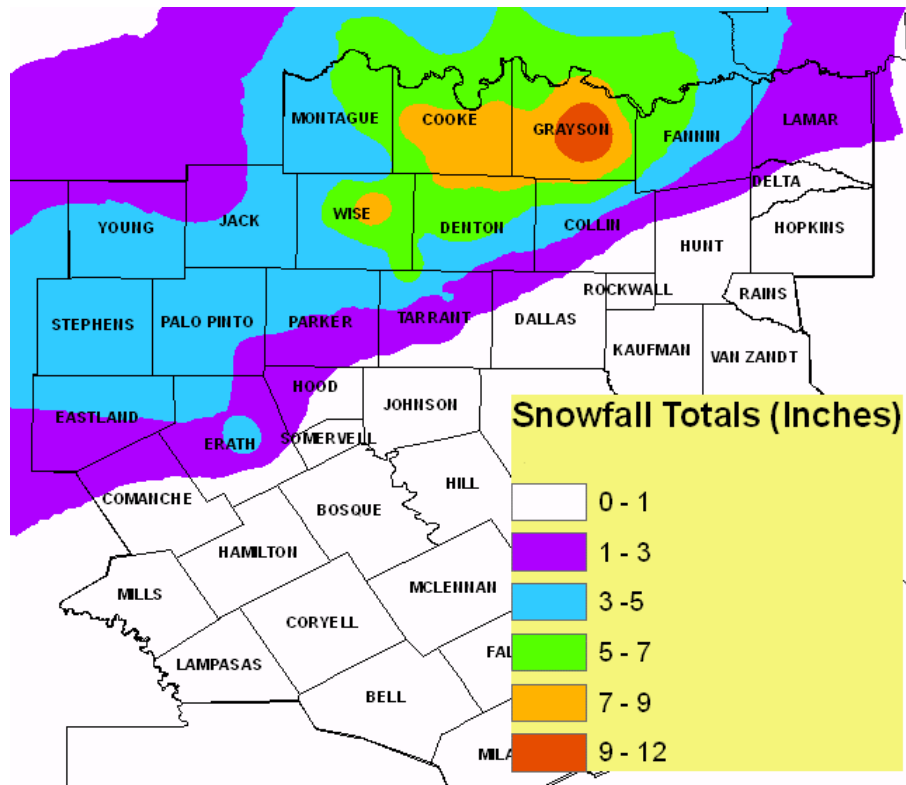 MONTAGUE
COOKE
GRAYSON
FANNIN
LAMAR
DELTA
YOUNG
JACK
WISE
DENTON
COLLIN
HUNT
HOPKINS
ROCKWALL
RAINS
STEPHENS
PALO PINTO
PARKER
TARRANT
DALLAS
KAUFMAN
VAN ZANDT
HOOD
EASTLAND
ERATH
JOHNSON
SOMERVELL
COMANCHE
BOSQUE
HILL
HAMILTON
MILLS
MCLENNAN
CORYELL
LAMPASAS
FAL
BELL
MILA
Snowfall Totals (Inches)
0 - 1
1 - 3
3 -5
5 - 7
7 - 9
9 - 12